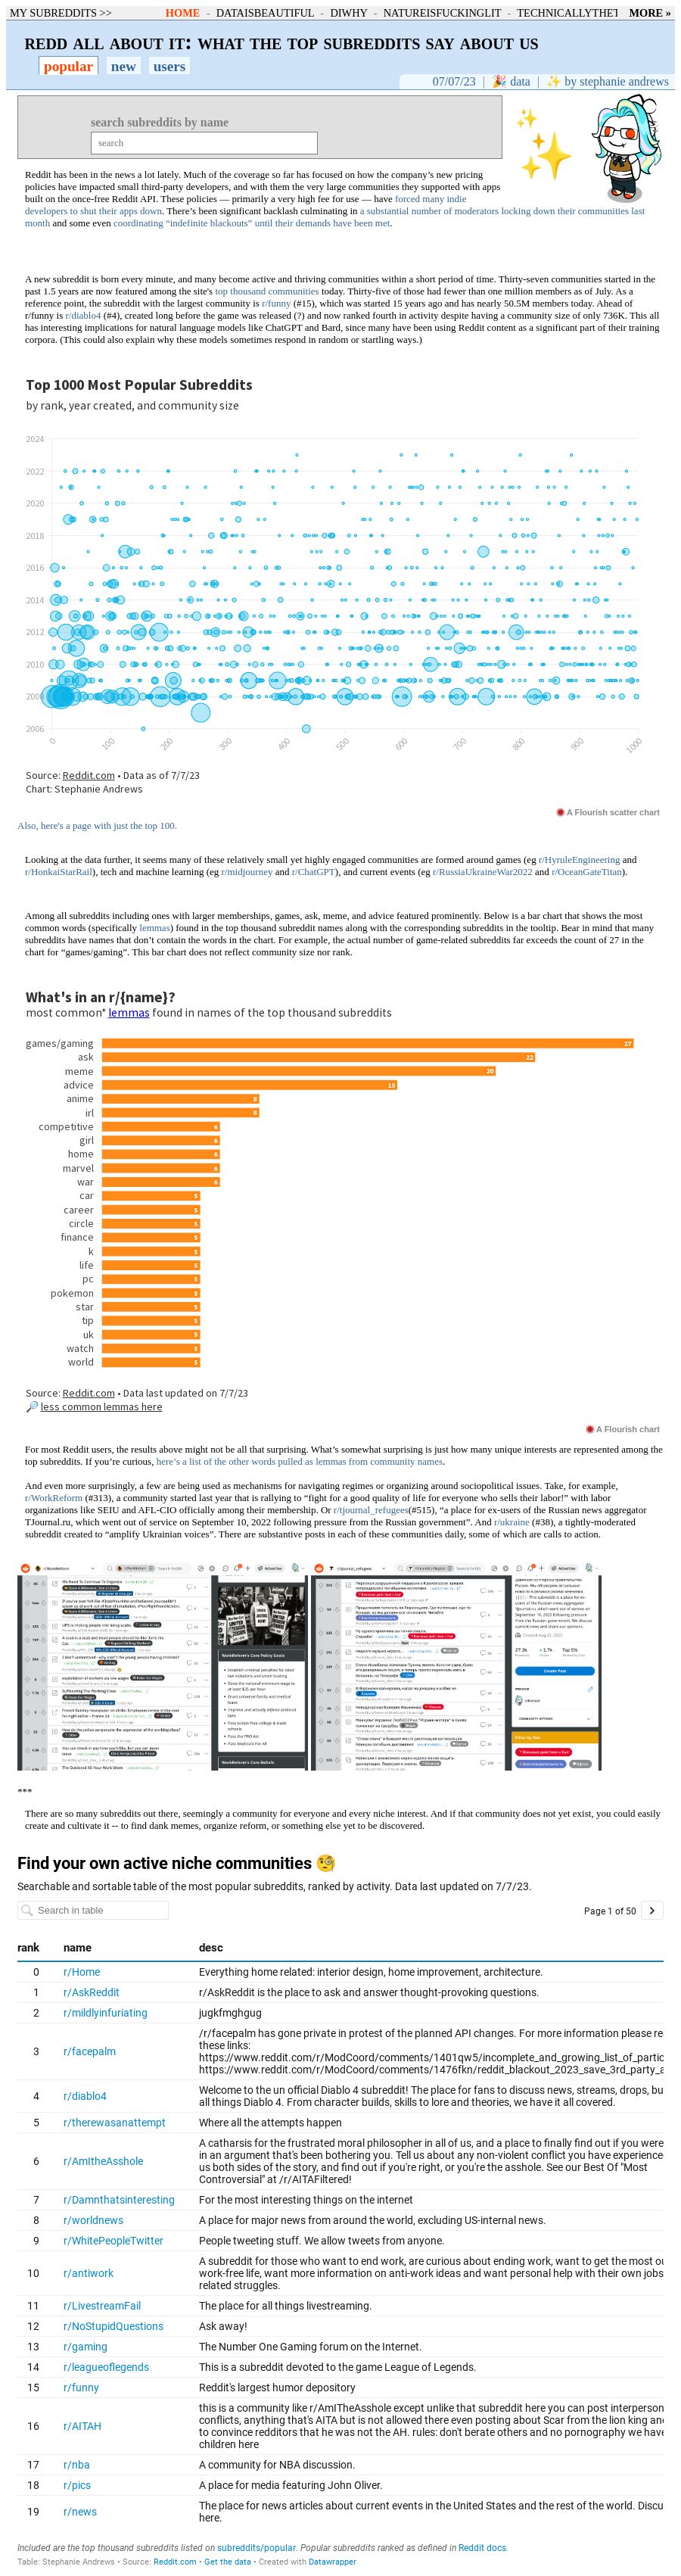 MY SUBREDDITS >> HOME - DATAISBEAUTIFUL - DIWHY - NATUREISFUCKINGLIT - TECHNICALLYTHET MORE »
REDD ALL ABOUT IT: WHAT THE TOP SUBREDDITS SAY ABOUT US
popular new users
07/07/23 | 🎉 data | ✨ by stephanie andrews
search subreddits by name
search
Reddit has been in the news a lot lately. Much of the coverage so far has focused on how the company’s new pricing
policies have impacted small third-party developers, and with them the very large communities they supported with apps
built on the once-free Reddit API. These policies — primarily a very high fee for use — have forced many indie
developers to shut their apps down. There’s been significant backlash culminating in a substantial number of moderators locking down their communities last
month and some even coordinating “indefinite blackouts” until their demands have been met.
A new subreddit is born every minute, and many become active and thriving communities within a short period of time. Thirty-seven communities started in the
past 1.5 years are now featured among the site's top thousand communities today. Thirty-five of those had fewer than one million members as of July. As a
reference point, the subreddit with the largest community is r/funny (#15), which was started 15 years ago and has nearly 50.5M members today. Ahead of
r/funny is r/diablo4 (#4), created long before the game was released (?) and now ranked fourth in activity despite having a community size of only 736K. This all
has interesting implications for natural language models like ChatGPT and Bard, since many have been using Reddit content as a significant part of their training
corpora. (This could also explain why these models sometimes respond in random or startling ways.)
Top 1000 Most Popular Subreddits
by rank, year created, and community size
2024
2022
2020
2018
2016
2014
2012
2010
2008
2006
0 100 200 300 400 500 600 700 800 900 1000
Source: Reddit.com • Data as of 7/7/23
Chart: Stephanie Andrews
A Flourish scatter chart
Also, here's a page with just the top 100.
Looking at the data further, it seems many of these relatively small yet highly engaged communities are formed around games (eg r/HyruleEngineering and
r/HonkaiStarRail), tech and machine learning (eg r/midjourney and r/ChatGPT), and current events (eg r/RussiaUkraineWar2022 and r/OceanGateTitan).
Among all subreddits including ones with larger memberships, games, ask, meme, and advice featured prominently. Below is a bar chart that shows the most
common words (specifically lemmas) found in the top thousand subreddit names along with the corresponding subreddits in the tooltip. Bear in mind that many
subreddits have names that don’t contain the words in the chart. For example, the actual number of game-related subreddits far exceeds the count of 27 in the
chart for “games/gaming”. This bar chart does not reflect community size nor rank.
What's in an r/{name}?
most common* lemmas found in names of the top thousand subreddits
games/gaming 27
ask 22
meme 20
advice 15
anime 8
irl 8
competitive 6
girl 6
home 6
marvel 6
war 6
car 5
career 5
circle 5
finance 5
k 5
life 5
pc 5
pokemon 5
star 5
tip 5
uk 5
watch 5
world 5
Source: Reddit.com • Data last updated on 7/7/23
🔎 less common lemmas here
A Flourish chart
For most Reddit users, the results above might not be all that surprising. What’s somewhat surprising is just how many unique interests are represented among the
top subreddits. If you’re curious, here’s a list of the other words pulled as lemmas from community names.
And even more surprisingly, a few are being used as mechanisms for navigating regimes or organizing around sociopolitical issues. Take, for example,
r/WorkReform (#313), a community started last year that is rallying to “fight for a good quality of life for everyone who sells their labor!” with labor
organizations like SEIU and AFL-CIO officially among their membership. Or r/tjournal_refugees(#515), “a place for ex-users of the Russian news aggregator
TJournal.ru, which went out of service on September 10, 2022 following pressure from the Russian government”. And r/ukraine (#38), a tightly-moderated
subreddit created to “amplify Ukrainian voices”. There are substantive posts in each of these communities daily, some of which are calls to action.
***
There are so many subreddits out there, seemingly a community for everyone and every niche interest. And if that community does not yet exist, you could easily
create and cultivate it -- to find dank memes, organize reform, or something else yet to be discovered.
Find your own active niche communities 🧐
Searchable and sortable table of the most popular subreddits, ranked by activity. Data last updated on 7/7/23.
Search in table
Page 1 of 50 >
rank name desc
0 r/Home Everything home related: interior design, home improvement, architecture.
1 r/AskReddit r/AskReddit is the place to ask and answer thought-provoking questions.
2 r/mildlyinfuriating jugkfmghgug
3 r/facepalm /r/facepalm has gone private in protest of the planned API changes. For more information please re
these links:
https://www.reddit.com/r/ModCoord/comments/1401qw5/incomplete_and_growing_list_of_partic
https://www.reddit.com/r/ModCoord/comments/1476fkn/reddit_blackout_2023_save_3rd_party_a
4 r/diablo4 Welcome to the un official Diablo 4 subreddit! The place for fans to discuss news, streams, drops, bu
all things Diablo 4. From character builds, skills to lore and theories, we have it all covered.
5 r/therewasanattempt Where all the attempts happen
6 r/AmItheAsshole A catharsis for the frustrated moral philosopher in all of us, and a place to finally find out if you were
in an argument that's been bothering you. Tell us about any non-violent conflict you have experience
us both sides of the story, and find out if you're right, or you're the asshole. See our Best Of "Most
Controversial" at /r/AITAFiltered!
7 r/Damnthatsinteresting For the most interesting things on the internet
8 r/worldnews A place for major news from around the world, excluding US-internal news.
9 r/WhitePeopleTwitter People tweeting stuff. We allow tweets from anyone.
10 r/antiwork A subreddit for those who want to end work, are curious about ending work, want to get the most ou
work-free life, want more information on anti-work ideas and want personal help with their own jobs
related struggles.
11 r/LivestreamFail The place for all things livestreaming.
12 r/NoStupidQuestions Ask away!
13 r/gaming The Number One Gaming forum on the Internet.
14 r/leagueoflegends This is a subreddit devoted to the game League of Legends.
15 r/funny Reddit's largest humor depository
16 r/AITAH this is a community like r/AmITheAsshole except unlike that subreddit here you can post interperson
conflicts, anything that's AITA but is not allowed there even posting about Scar from the lion king and
to convince redditors that he was not the AH. rules: don't berate others and no pornography we have
children here
17 r/nba A community for NBA discussion.
18 r/pics A place for media featuring John Oliver.
19 r/news The place for news articles about current events in the United States and the rest of the world. Discu
here.
Included are the top thousand subreddits listed on subreddits/popular. Popular subreddits ranked as defined in Reddit docs.
Table: Stephanie Andrews • Source: Reddit.com • Get the data • Created with Datawrapper